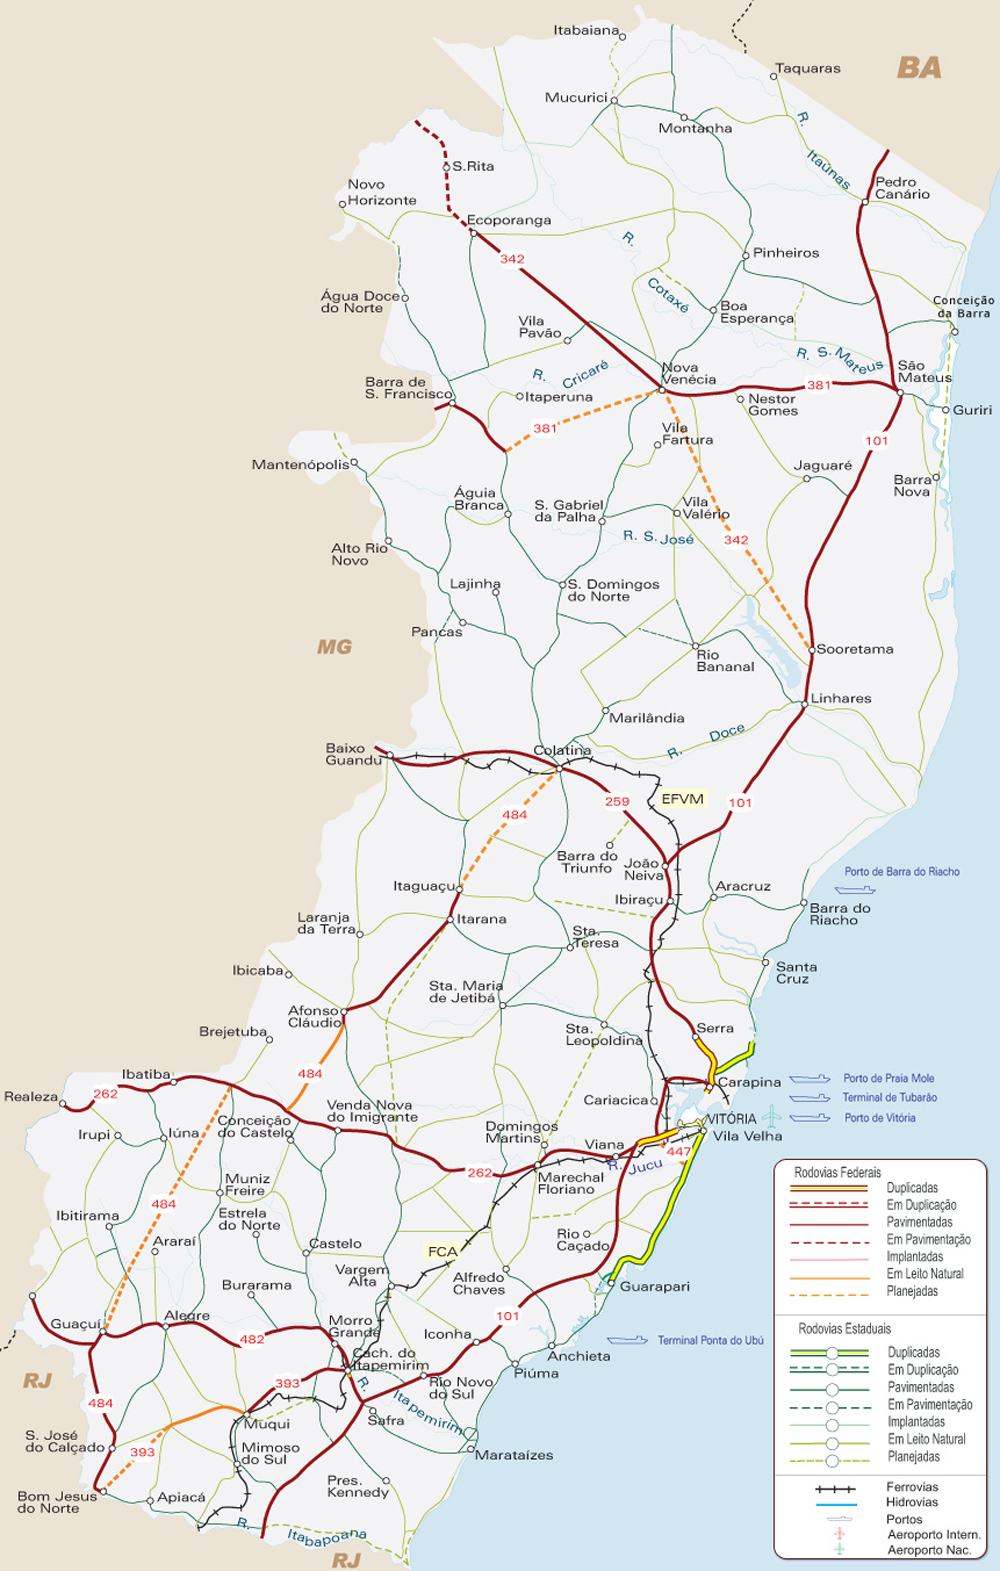 Itabaiana
Taquaras
BA
Mucurici
Montanha
R.
Itaúnas
S.Rita
Pedro
Canário
Novo
Horizonte
Ecoporanga
342
R.
Pinheiros
Água Doce
do Norte
Cotaxé
Boa
Esperança
Conceição
da Barra
Vila
Pavão
R. S. Mateus
R. Cricaré
Nova
Venécia
São
Mateus
Barra de
S. Francisco
Itaperuna
381
Nestor
Gomes
Guriri
381
Vila
Fartura
101
Mantenópolis
Jaguaré
Barra
Nova
Águia
Branca
S. Gabriel
da Palha
Vila
Valério
R. S. José
342
Alto Rio
Novo
Lajinha
S. Domingos
do Norte
Pancas
MG
Rio
Bananal
Sooretama
Linhares
Marilândia
R. Doce
Baixo
Guandu
Colatina
EFVM
259
101
484
Barra do
Triunfo
João
Neiva
Porto de Barra do Riacho
Itaguaçu
Ibiraçu
Aracruz
Barra do
Riacho
Laranja
da Terra
Itarana
Sta.
Teresa
Ibicaba
Santa
Cruz
Sta. Maria
de Jetibá
Afonso
Cláudio
Brejetuba
Sta.
Leopoldina
Serra
Ibatiba
484
Carapina
Porto de Praia Mole
Realeza
262
Cariacica
Terminal de Tubarão
Venda Nova
do Imigrante
Conceição
do Castelo
VITÓRIA
Porto de Vitória
Irupi
Iúna
Domingos
Martins
Viana
Vila Velha
447
R. Jucu
262
Marechal
Floriano
Muniz
Freire
484
Ibitirama
Estrela
do Norte
Araraí
Castelo
FCA
Rio
Caçado
Vargem
Alta
Alfredo
Chaves
Burarama
Guarapari
Guaçuí
Alegre
Morro
Grande
101
482
Iconha
Terminal Ponta do Ubú
Anchieta
Cach. do
Itapemirim
Piúma
RJ
393
R. Itapemirim
Rio Novo
do Sul
484
Muqui
Safra
S. José
do Calçado
393
Mimoso
do Sul
Marataízes
Pres.
Kennedy
Bom Jesus
do Norte
Apiacá
R. Itabapoana
RJ
Rodovias Federais
Duplicadas
Em Duplicação
Pavimentadas
Em Pavimentação
Implantadas
Em Leito Natural
Planejadas
Rodovias Estaduais
Duplicadas
Em Duplicação
Pavimentadas
Em Pavimentação
Implantadas
Em Leito Natural
Planejadas
Ferrovias
Hidrovias
Portos
Aeroporto Intern.
Aeroporto Nac.